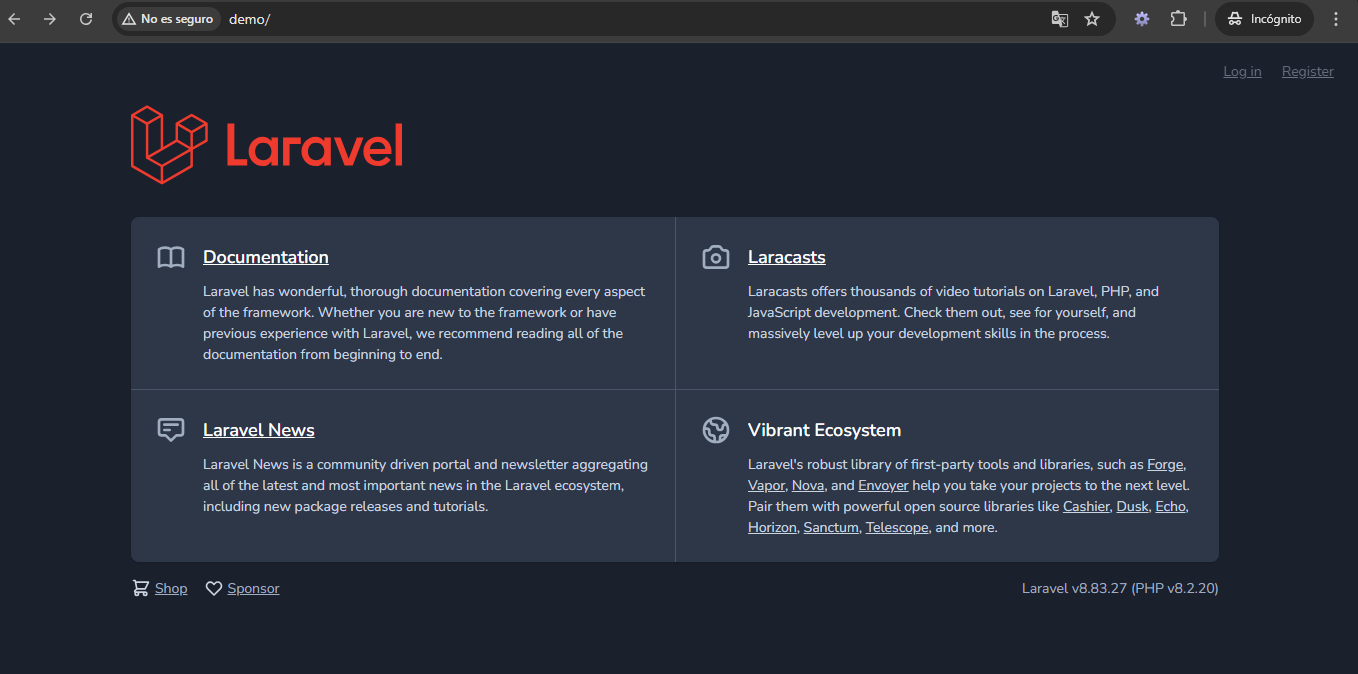 No es seguro demo/ Incógnito
Log in Register
Laravel
Documentation
Laravel has wonderful, thorough documentation covering every aspect
of the framework. Whether you are new to the framework or have
previous experience with Laravel, we recommend reading all of the
documentation from beginning to end.
Laracasts
Laracasts offers thousands of video tutorials on Laravel, PHP, and
JavaScript development. Check them out, see for yourself, and
massively level up your development skills in the process.
Laravel News
Laravel News is a community driven portal and newsletter aggregating
all of the latest and most important news in the Laravel ecosystem,
including new package releases and tutorials.
Vibrant Ecosystem
Laravel's robust library of first-party tools and libraries, such as Forge,
Vapor, Nova, and Envoyer help you take your projects to the next level.
Pair them with powerful open source libraries like Cashier, Dusk, Echo,
Horizon, Sanctum, Telescope, and more.
Shop Sponsor Laravel v8.83.27 (PHP v8.2.20)